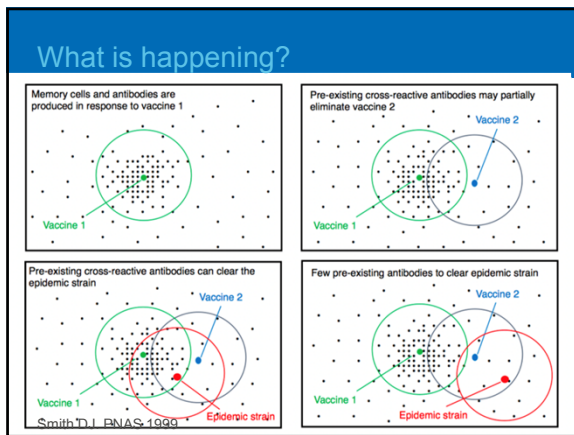 What is happening?
Memory cells and antibodies are
produced in response to vaccine 1
Vaccine 1
Pre-existing cross-reactive antibodies may partially
eliminate vaccine 2
Vaccine 2
Vaccine 1
Pre-existing cross-reactive antibodies can clear the
epidemic strain
Vaccine 2
Vaccine 1
Epidemic strain
Few pre-existing antibodies to clear epidemic strain
Vaccine 2
Vaccine 1
Epidemic strain
Smith DJ, PNAS 1999